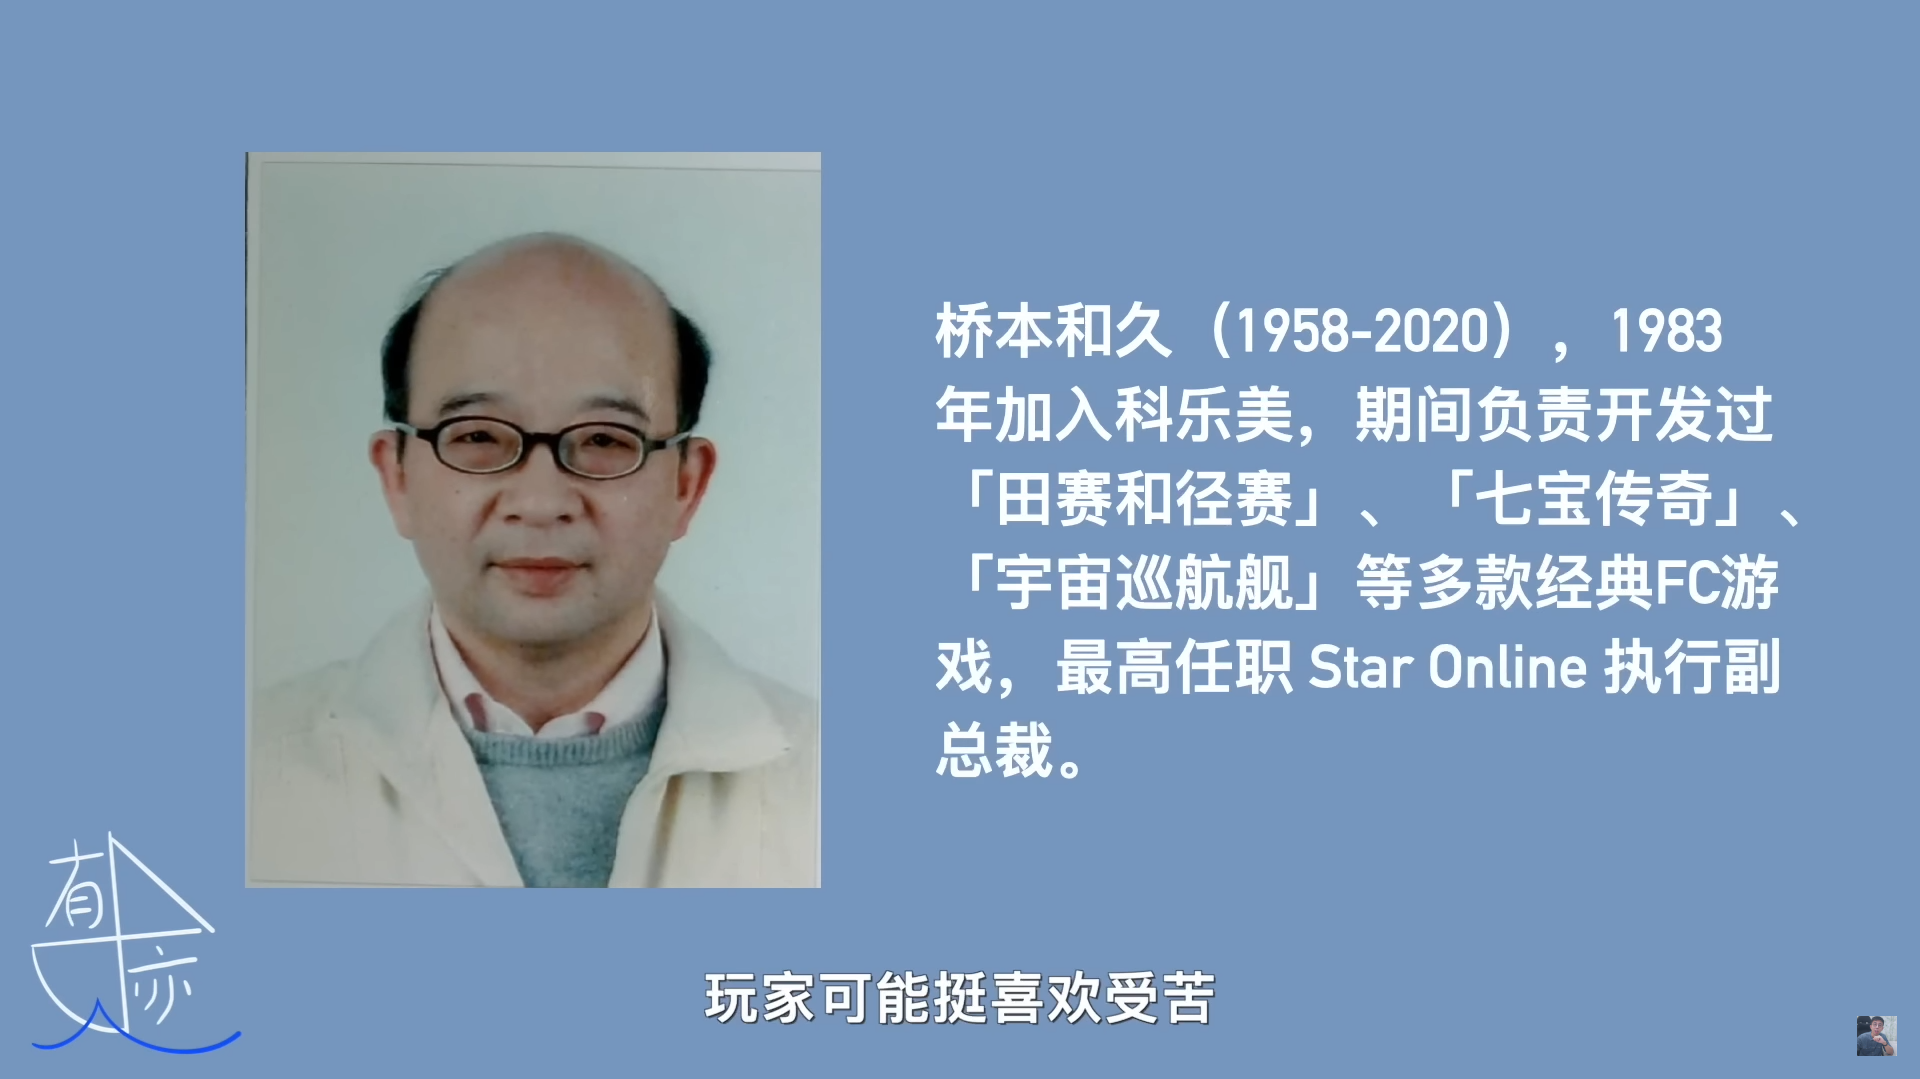 桥本和久（1958-2020），1983
年加入科乐美，期间负责开发过
「田赛和径赛」、「七宝传奇」、
「宇宙巡航舰」等多款经典FC游
戏，最高任职 Star Online 执行副
总裁。
有
亦
玩家可能挺喜欢受苦